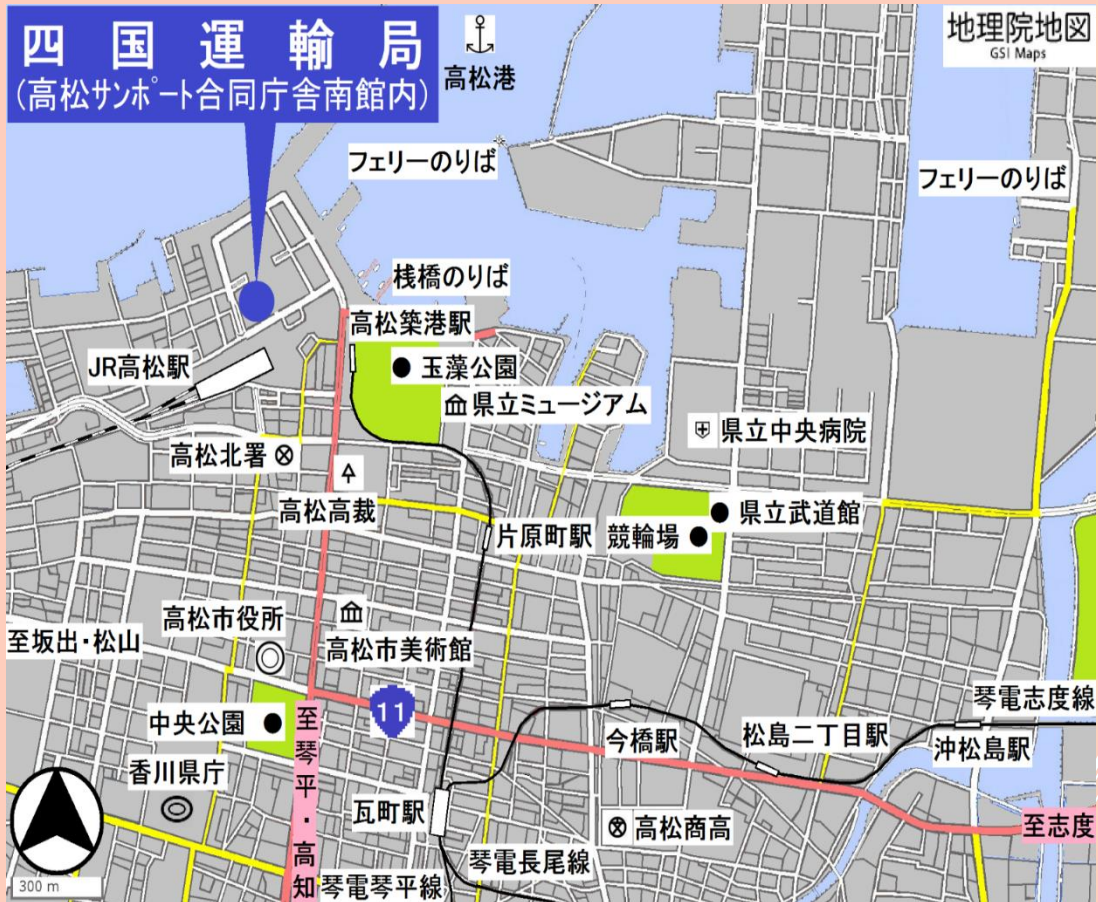 四国運輸局
(高松サンポート合同庁舎南館内)
高松港
地理院地図
GSI Maps
フェリーのりば
フェリーのりば
桟橋のりば
高松築港駅
JR高松駅
玉藻公園
県立ミュージアム
県立中央病院
高松北署
高松高裁
片原町駅
県立武道館
競輪場
高松市役所
至坂出・松山
高松市美術館
11
中央公園
至琴平・高知
今橋駅
松島二丁目駅
琴電志度線
沖松島駅
香川県庁
瓦町駅
高松商高
至志度
琴電長尾線
琴電琴平線
300 m